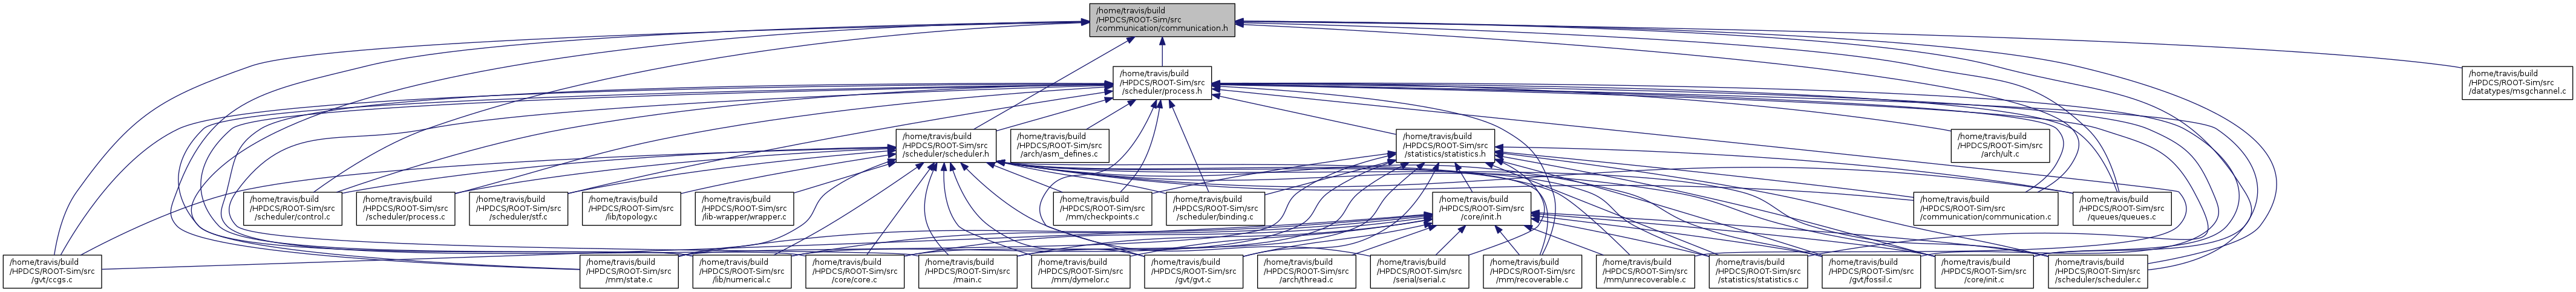 /home/travis/build
/HPDCS/ROOT-Sim/src
/communication/communication.h
/home/travis/build
/HPDCS/ROOT-Sim/src
/scheduler/process.h
/home/travis/build
/HPDCS/ROOT-Sim/src
/datatypes/msgchannel.c
/home/travis/build
/HPDCS/ROOT-Sim/src
/scheduler/scheduler.h
/home/travis/build
/HPDCS/ROOT-Sim/src
/arch/asm_defines.c
/home/travis/build
/HPDCS/ROOT-Sim/src
/statistics/statistics.h
/home/travis/build
/HPDCS/ROOT-Sim/src
/arch/ult.c
/home/travis/build
/HPDCS/ROOT-Sim/src
/scheduler/control.c
/home/travis/build
/HPDCS/ROOT-Sim/src
/scheduler/process.c
/home/travis/build
/HPDCS/ROOT-Sim/src
/scheduler/stf.c
/home/travis/build
/HPDCS/ROOT-Sim/src
/lib/topology.c
/home/travis/build
/HPDCS/ROOT-Sim/src
/lib-wrapper/wrapper.c
/home/travis/build
/HPDCS/ROOT-Sim/src
/mm/checkpoints.c
/home/travis/build
/HPDCS/ROOT-Sim/src
/scheduler/binding.c
/home/travis/build
/HPDCS/ROOT-Sim/src
/core/init.h
/home/travis/build
/HPDCS/ROOT-Sim/src
/communication/communication.c
/home/travis/build
/HPDCS/ROOT-Sim/src
/queues/queues.c
/home/travis/build
/HPDCS/ROOT-Sim/src
/gvt/ccgs.c
/home/travis/build
/HPDCS/ROOT-Sim/src
/mm/state.c
/home/travis/build
/HPDCS/ROOT-Sim/src
/lib/numerical.c
/home/travis/build
/HPDCS/ROOT-Sim/src
/core/core.c
/home/travis/build
/HPDCS/ROOT-Sim/src
/main.c
/home/travis/build
/HPDCS/ROOT-Sim/src
/mm/dymelor.c
/home/travis/build
/HPDCS/ROOT-Sim/src
/gvt/gvt.c
/home/travis/build
/HPDCS/ROOT-Sim/src
/arch/thread.c
/home/travis/build
/HPDCS/ROOT-Sim/src
/serial/serial.c
/home/travis/build
/HPDCS/ROOT-Sim/src
/mm/recoverable.c
/home/travis/build
/HPDCS/ROOT-Sim/src
/mm/unrecoverable.c
/home/travis/build
/HPDCS/ROOT-Sim/src
/statistics/statistics.c
/home/travis/build
/HPDCS/ROOT-Sim/src
/gvt/fossil.c
/home/travis/build
/HPDCS/ROOT-Sim/src
/core/init.c
/home/travis/build
/HPDCS/ROOT-Sim/src
/scheduler/scheduler.c